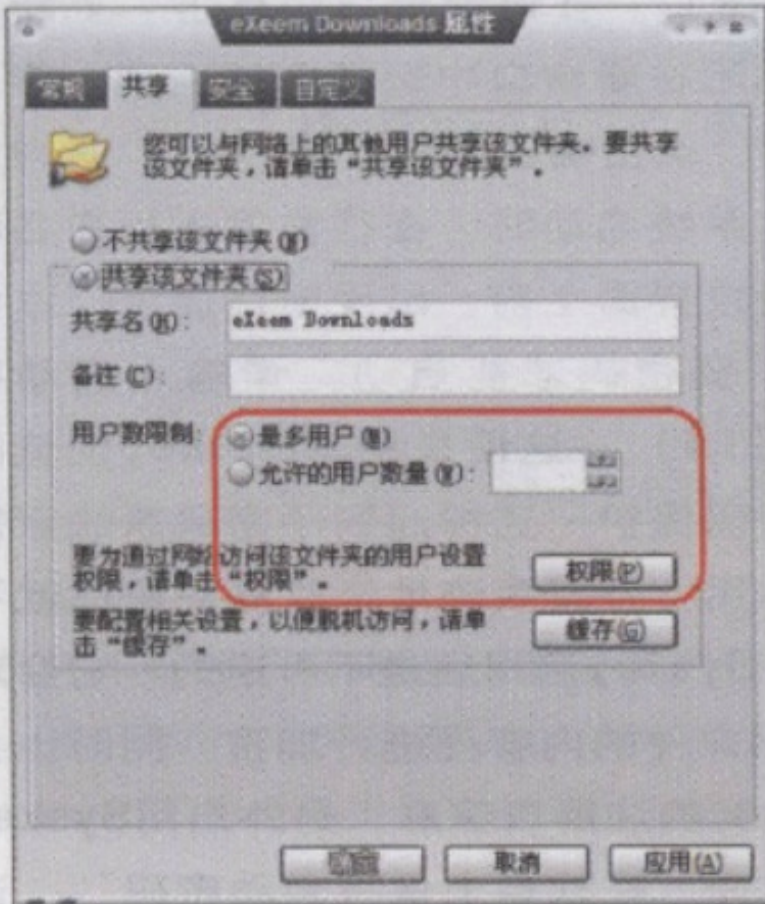 eXeem Downloads 属性
常规 共享 安全 自定义
您可以与网络上的其他用户共享该文件夹。要共享
该文件夹，请单击“共享该文件夹”。
不共享该文件夹(N)
共享该文件夹(S)
共享名(H): eXeem Downloads
备注(C):
用户数限制: 最多用户(M)
允许的用户数量(W):
要为通过网络访问该文件夹的用户设置
权限，请单击“权限”。
权限(P)
要配置相关设置，以便脱机访问，请单
击“缓存”。
缓存(G)
确定 取消 应用(A)